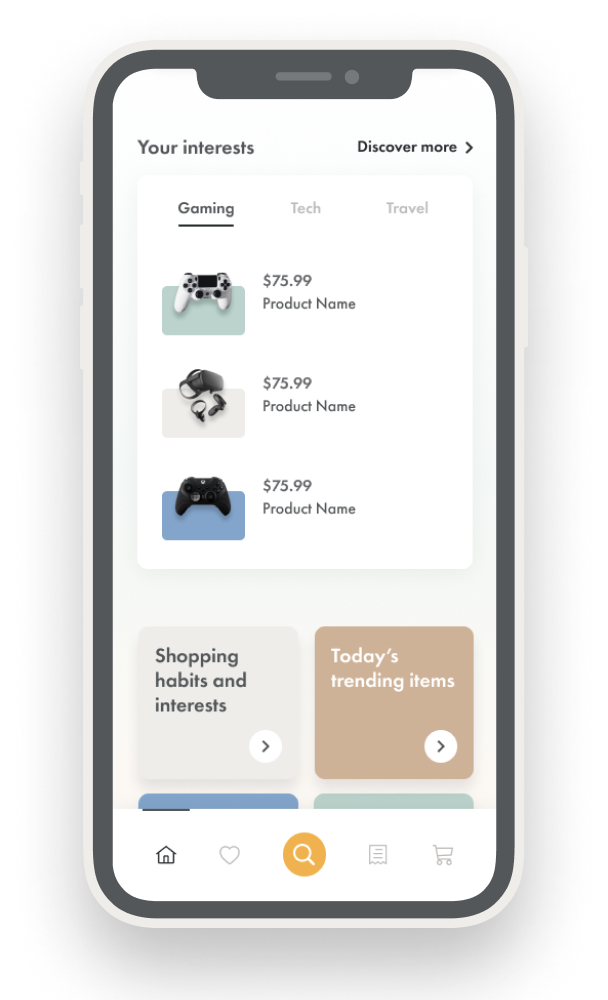 Your interests
Discover more
Gaming
Tech
Travel
$75.99
Product Name
$75.99
Product Name
$75.99
Product Name
Shopping
habits and
interests
Today’s
trending items